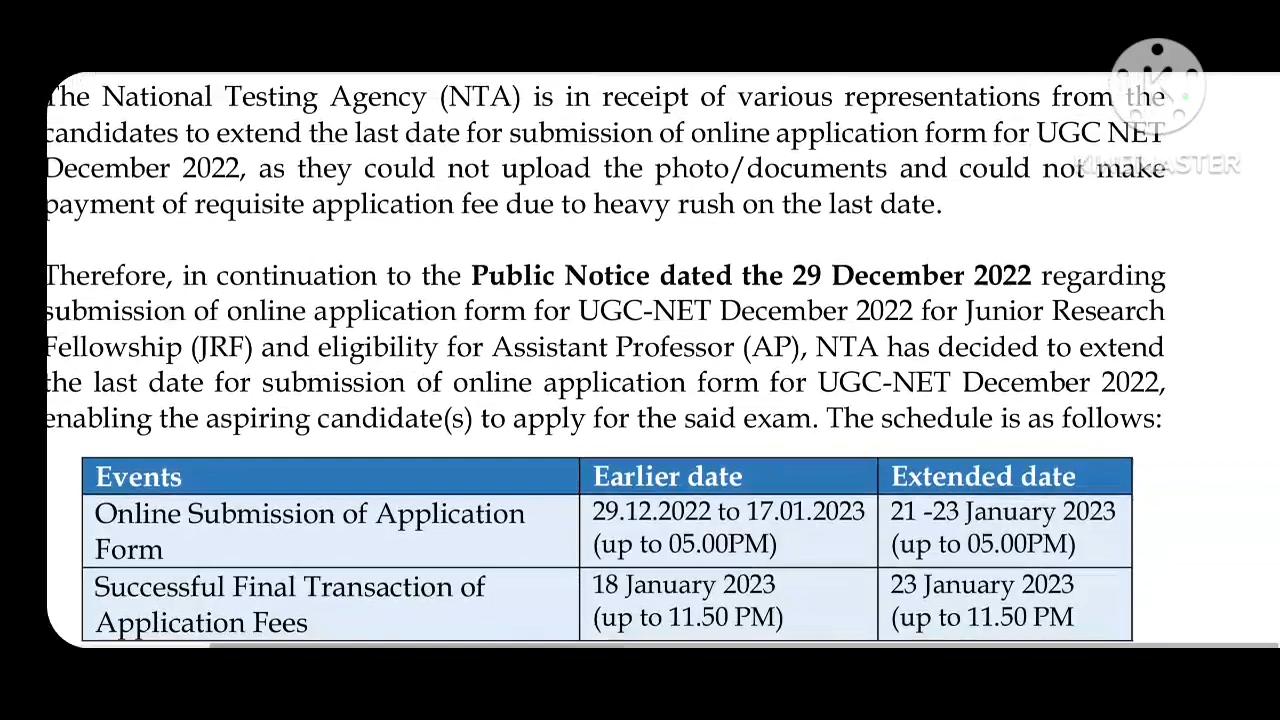 The National Testing Agency (NTA) is in receipt of various representations from the
candidates to extend the last date for submission of online application form for UGC NET
December 2022, as they could not upload the photo/documents and could not make
payment of requisite application fee due to heavy rush on the last date.
Therefore, in continuation to the Public Notice dated the 29 December 2022 regarding
submission of online application form for UGC-NET December 2022 for Junior Research
Fellowship (JRF) and eligibility for Assistant Professor (AP), NTA has decided to extend
the last date for submission of online application form for UGC-NET December 2022,
enabling the aspiring candidate(s) to apply for the said exam. The schedule is as follows:
Events Earlier date Extended date
Online Submission of Application Form 29.12.2022 to 17.01.2023 (up to 05.00PM) 21 -23 January 2023 (up to 05.00PM)
Successful Final Transaction of Application Fees 18 January 2023 (up to 11.50 PM) 23 January 2023 (up to 11.50 PM
K
KINEMASTER